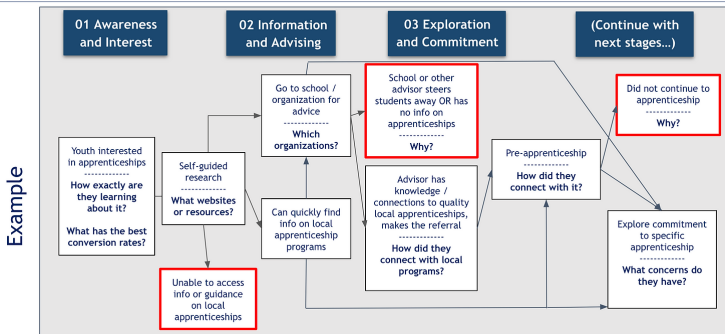 01 Awareness
and Interest
02 Information
and Advising
03 Exploration
and Commitment
(Continue with
next stages...)
Example
Youth interested
in apprenticeships
-------------
How exactly are
they learning
about it?
What has the best
conversion rates?
Self-guided
research
-------------
What websites
or resources?
Unable to access
info or guidance on
local
apprenticeships
Go to school /
organization for
advice
-------------
Which
organizations?
Can quickly find
info on local
apprenticeship
programs
School or other
advisor steers
students away OR has
no info on
apprenticeships
-------------
Why?
Advisor has
knowledge /
connections to quality
local apprenticeships,
makes the referral
-------------
How did they
connect with local
programs?
Pre-apprenticeship
-------------
How did they
connect with it?
Did not continue to
apprenticeship
-------------
Why?
Explore commitment
to specific
apprenticeship
-------------
What concerns do
they have?